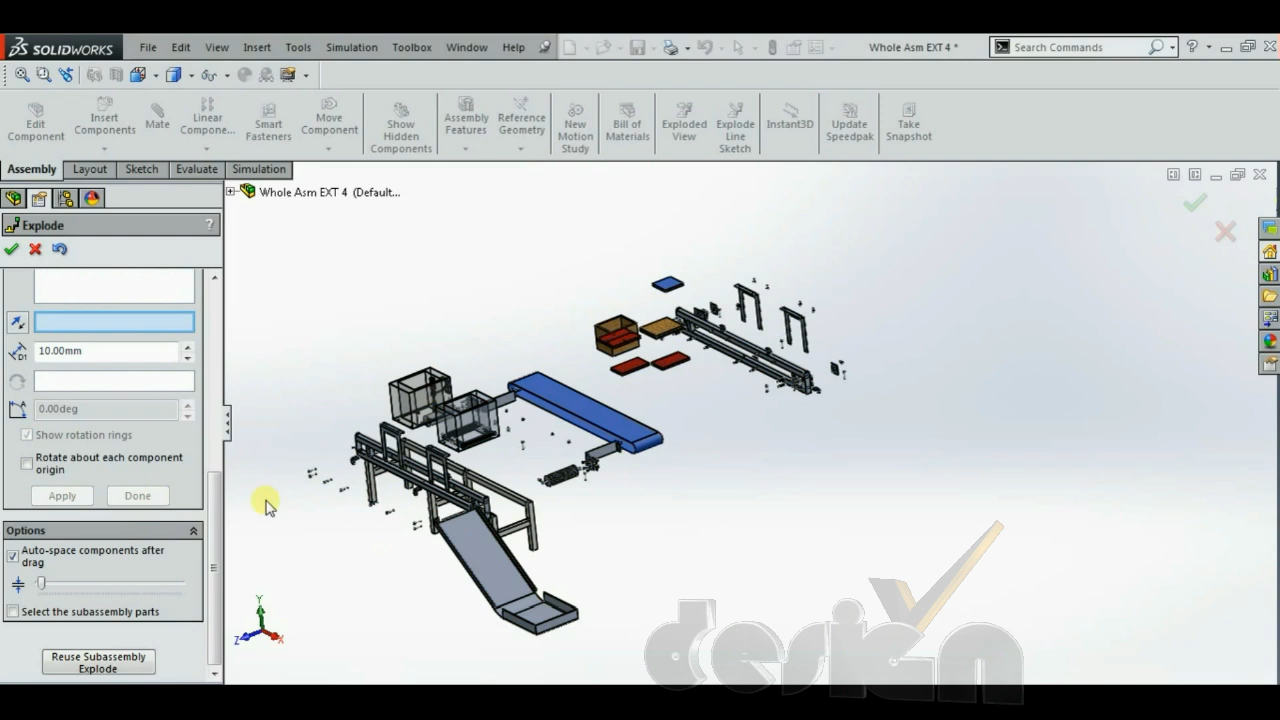 SOLIDWORKS File Edit View Insert Tools Simulation Toolbox Window Help Whole Asm EXT 4 * Search Commands ?
Edit Component
Insert Components
Mate
Linear Compone...
Smart Fasteners
Move Component
Show Hidden Components
Assembly Features
Reference Geometry
New Motion Study
Bill of Materials
Exploded View
Explode Line Sketch
Instant3D
Update Speedpak
Take Snapshot
Assembly Layout Sketch Evaluate Simulation
Whole Asm EXT 4 (Default...
Explode ?
D1 10.00mm
0.00deg
Show rotation rings
Rotate about each component
origin
Apply Done
Options
Auto-space components after
drag
Select the subassembly parts
Reuse Subassembly
Explode
Y
Z X
design